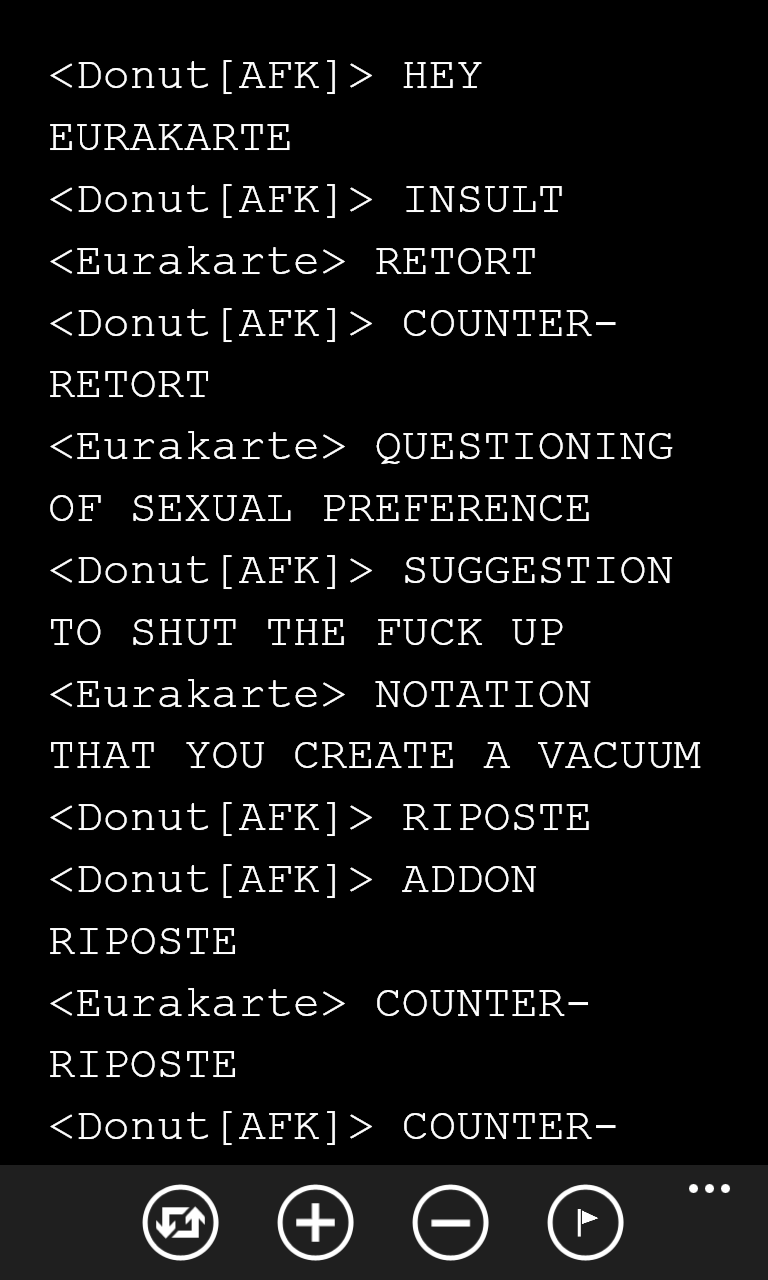 <Donut[AFK]> HEY
EURAKARTE
<Donut[AFK]> INSULT
<Eurakarte> RETORT
<Donut[AFK]> COUNTER-
RETORT
<Eurakarte> QUESTIONING
OF SEXUAL PREFERENCE
<Donut[AFK]> SUGGESTION
TO SHUT THE FUCK UP
<Eurakarte> NOTATION
THAT YOU CREATE A VACUUM
<Donut[AFK]> RIPOSTE
<Donut[AFK]> ADDON
RIPOSTE
<Eurakarte> COUNTER-
RIPOSTE
<Donut[AFK]> COUNTER-